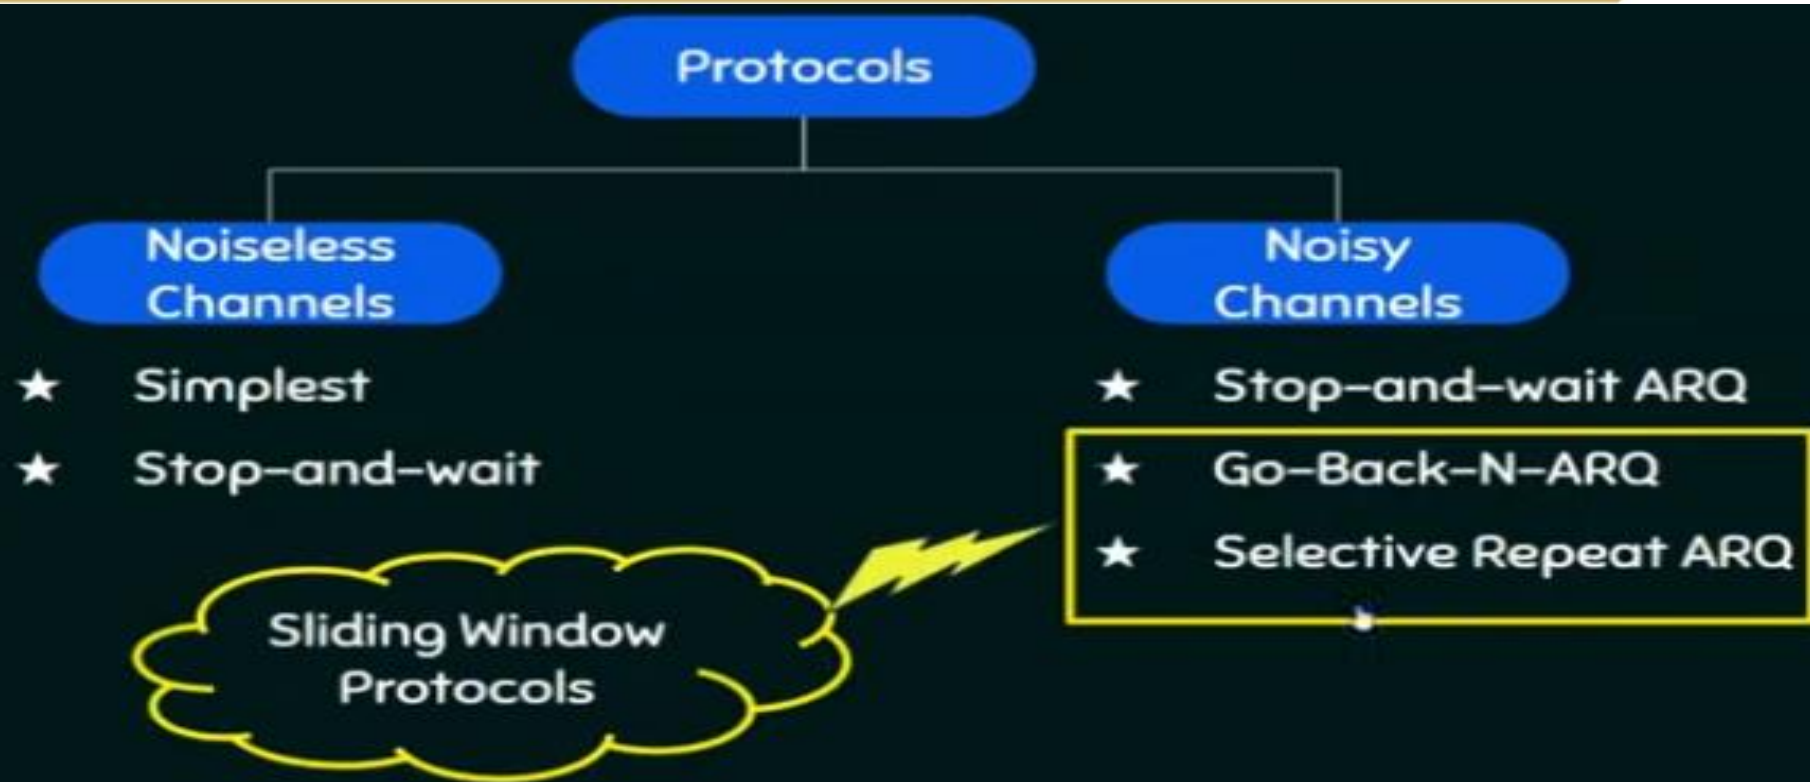 Protocols
Noiseless
Channels
★ Simplest
★ Stop-and-wait
Noisy
Channels
★ Stop-and-wait ARQ
★ Go-Back-N-ARQ
★ Selective Repeat ARQ
Sliding Window
Protocols